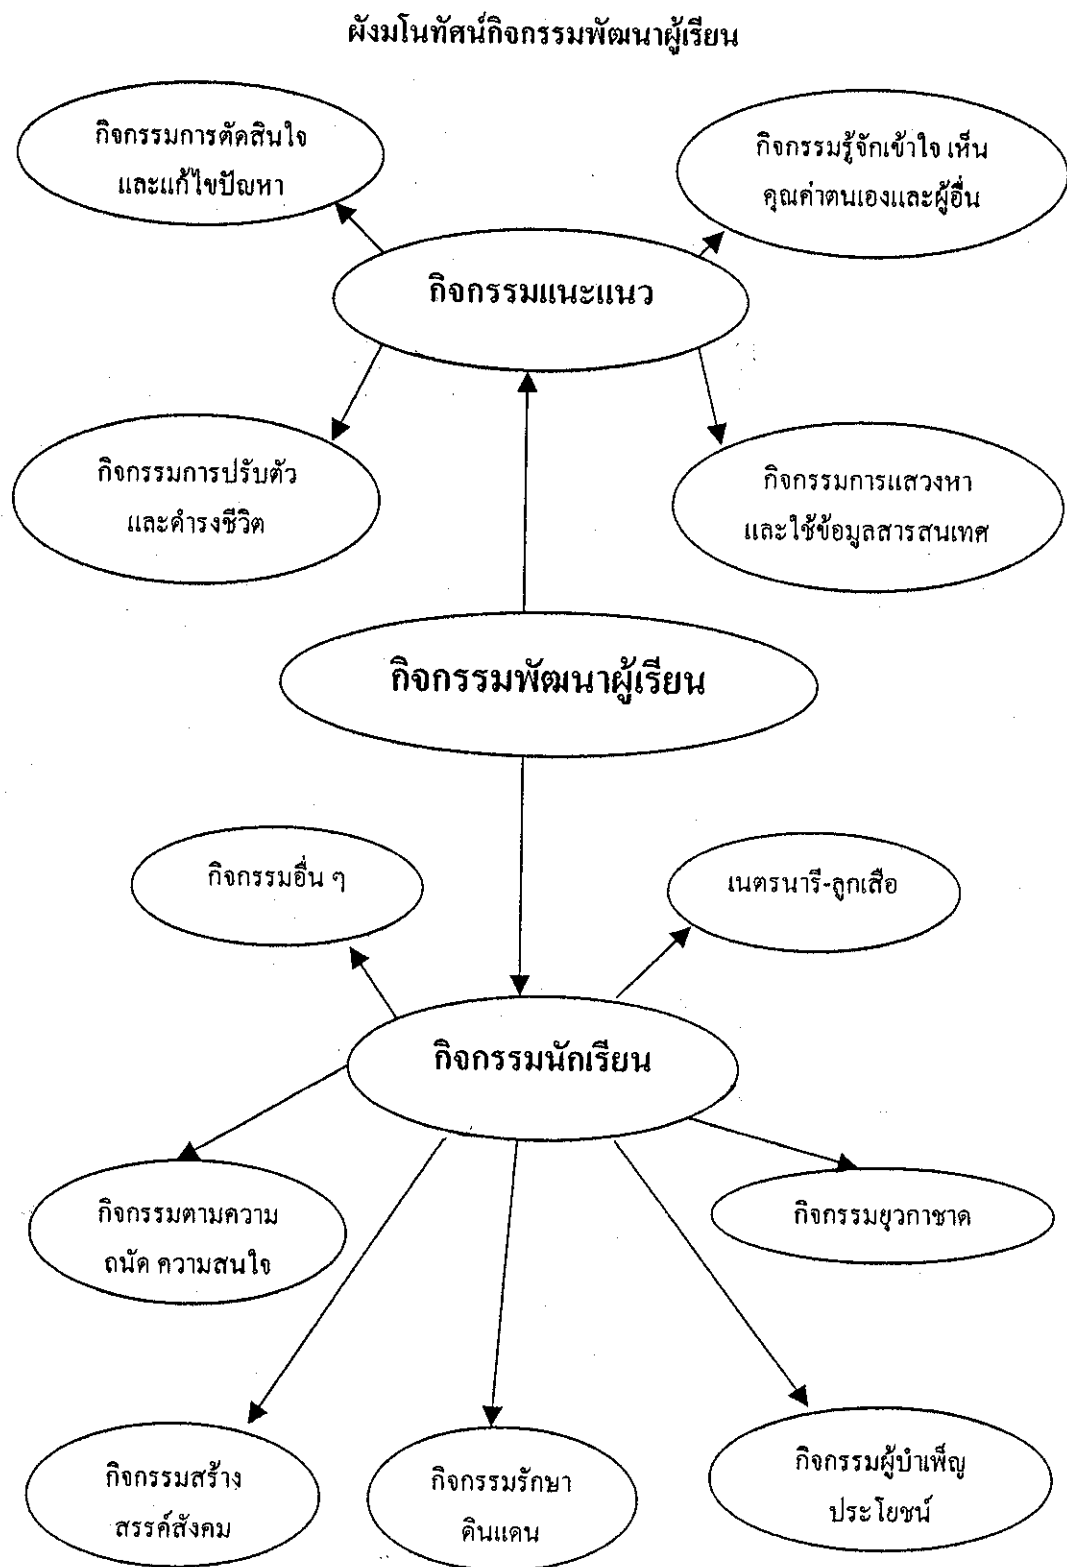 ผังมโนทัศน์กิจกรรมพัฒนาผู้เรียน
กิจกรรมการตัดสินใจ
และแก้ไขปัญหา
กิจกรรมรู้จักเข้าใจ เห็น
คุณค่าตนเองและผู้อื่น
กิจกรรมแนะแนว
กิจกรรมการปรับตัว
และดำรงชีวิต
กิจกรรมการแสวงหา
และใช้ข้อมูลสารสนเทศ
กิจกรรมพัฒนาผู้เรียน
กิจกรรมอื่น ๆ
เนตรนารี-ลูกเสือ
กิจกรรมนักเรียน
กิจกรรมตามความ
ถนัด ความสนใจ
กิจกรรมยุวกาชาด
กิจกรรมสร้าง
สรรค์สังคม
กิจกรรมรักษา
ดินแดน
กิจกรรมผู้บำเพ็ญ
ประโยชน์